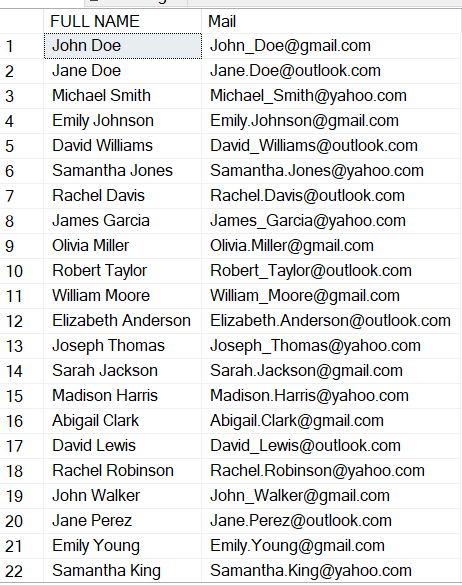 FULL NAME Mail
1 John Doe John_Doe@gmail.com
2 Jane Doe Jane.Doe@outlook.com
3 Michael Smith Michael_Smith@yahoo.com
4 Emily Johnson Emily.Johnson@gmail.com
5 David Williams David_Williams@outlook.com
6 Samantha Jones Samantha.Jones@yahoo.com
7 Rachel Davis Rachel.Davis@outlook.com
8 James Garcia James_Garcia@yahoo.com
9 Olivia Miller Olivia.Miller@gmail.com
10 Robert Taylor Robert_Taylor@outlook.com
11 William Moore William_Moore@gmail.com
12 Elizabeth Anderson Elizabeth.Anderson@outlook.com
13 Joseph Thomas Joseph_Thomas@yahoo.com
14 Sarah Jackson Sarah.Jackson@gmail.com
15 Madison Harris Madison.Harris@yahoo.com
16 Abigail Clark Abigail.Clark@gmail.com
17 David Lewis David_Lewis@outlook.com
18 Rachel Robinson Rachel.Robinson@yahoo.com
19 John Walker John_Walker@gmail.com
20 Jane Perez Jane.Perez@outlook.com
21 Emily Young Emily.Young@gmail.com
22 Samantha King Samantha.King@yahoo.com